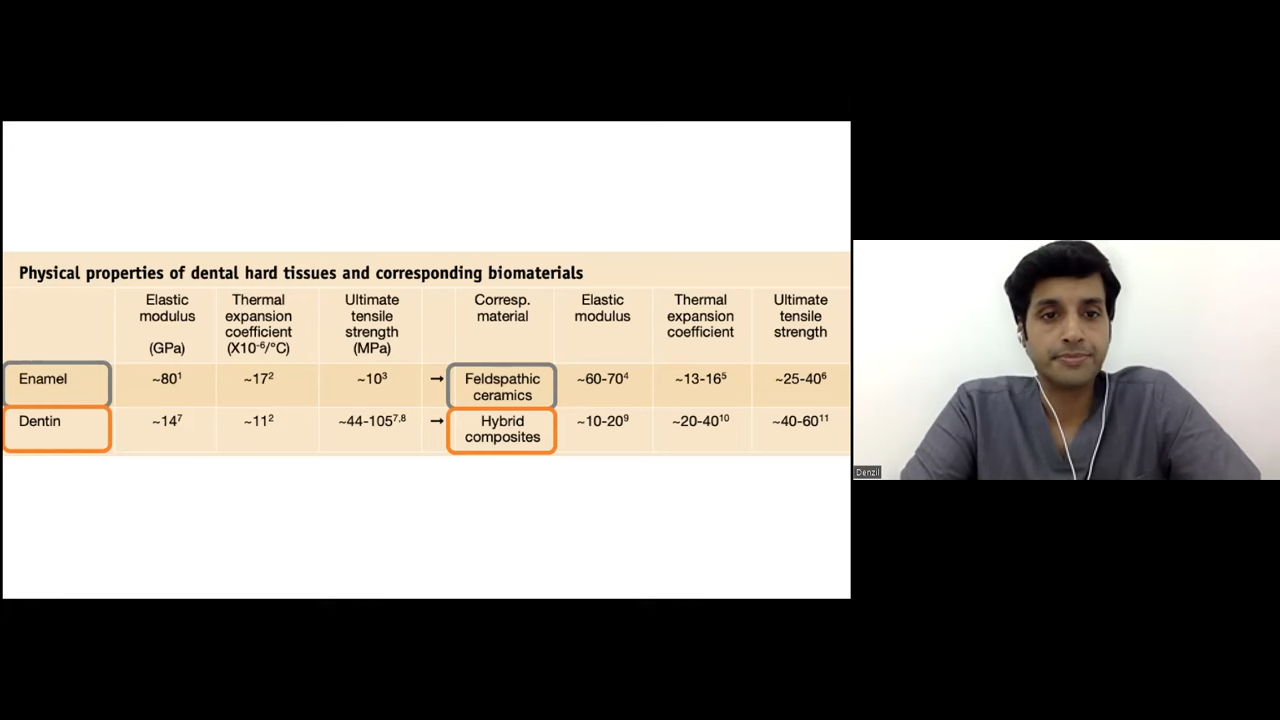 Physical properties of dental hard tissues and corresponding biomaterials
Elastic modulus (GPa) Thermal expansion coefficient (X10⁻⁶/°C) Ultimate tensile strength (MPa) Corresp. material Elastic modulus Thermal expansion coefficient Ultimate tensile strength
Enamel ~80¹ ~17² ~10³ → Feldspathic ceramics ~60-70⁴ ~13-16⁵ ~25-40⁶
Dentin ~14⁷ ~11² ~44-105⁷,⁸ → Hybrid composites ~10-20⁹ ~20-40¹⁰ ~40-60¹¹
Denzil